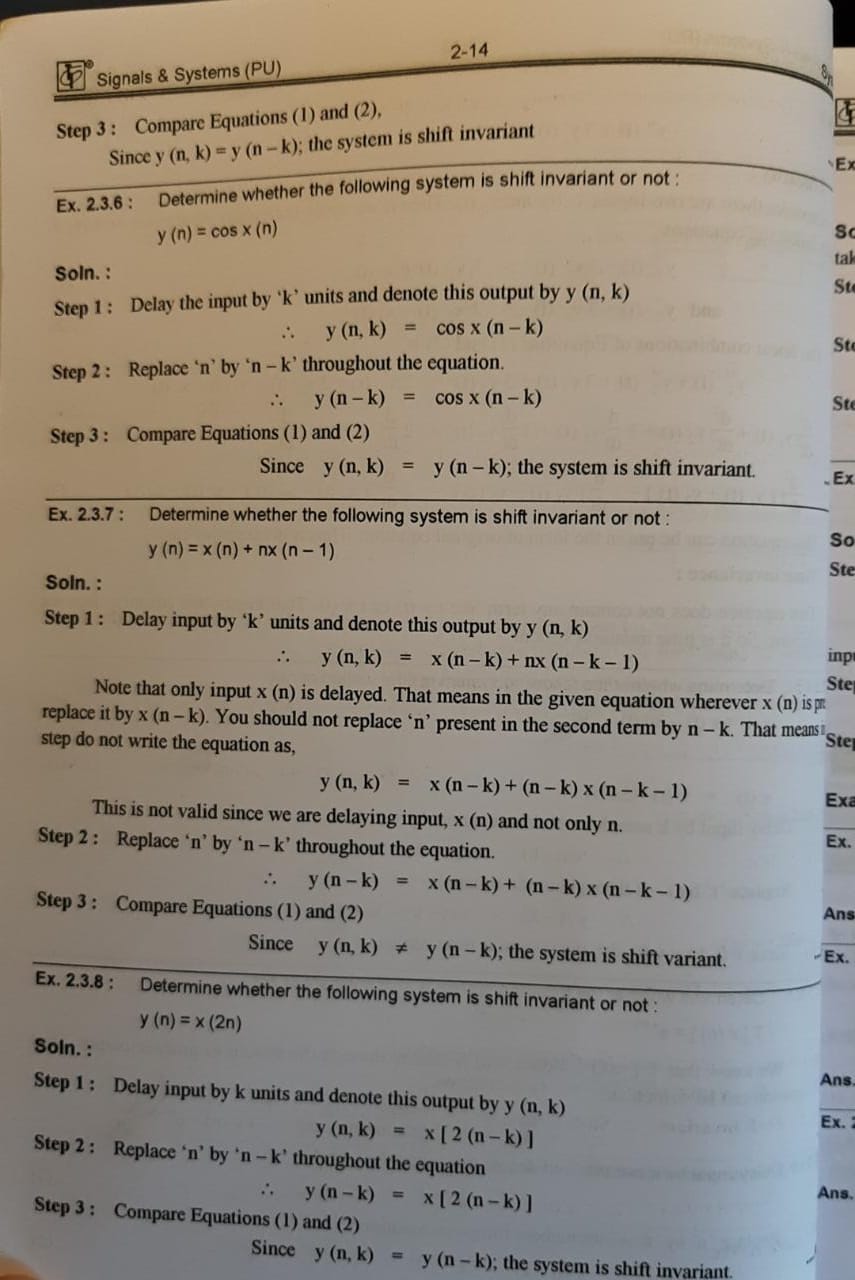 2-14
Signals & Systems (PU)
Step 3 : Compare Equations (1) and (2),
Since y (n, k) = y (n – k); the system is shift invariant
Ex. 2.3.6 : Determine whether the following system is shift invariant or not :
y (n) = cos x (n)
Soln. :
Step 1 : Delay the input by ‘k’ units and denote this output by y (n, k)
∴ y (n, k) = cos x (n – k)
Step 2 : Replace ‘n’ by ‘n – k’ throughout the equation.
∴ y (n – k) = cos x (n – k)
Step 3 : Compare Equations (1) and (2)
Since y (n, k) = y (n – k); the system is shift invariant.
Ex. 2.3.7 : Determine whether the following system is shift invariant or not :
y (n) = x (n) + nx (n – 1)
Soln. :
Step 1 : Delay input by ‘k’ units and denote this output by y (n, k)
∴ y (n, k) = x (n – k) + nx (n – k – 1)
Note that only input x (n) is delayed. That means in the given equation wherever x (n) is
replace it by x (n – k). You should not replace ‘n’ present in the second term by n – k. That means
step do not write the equation as,
y (n, k) = x (n – k) + (n – k) x (n – k – 1)
This is not valid since we are delaying input, x (n) and not only n.
Step 2 : Replace ‘n’ by ‘n – k’ throughout the equation.
∴ y (n – k) = x (n – k) + (n – k) x (n – k – 1)
Step 3 : Compare Equations (1) and (2)
Since y (n, k) ≠ y (n – k); the system is shift variant.
Ex. 2.3.8 : Determine whether the following system is shift invariant or not :
y (n) = x (2n)
Soln. :
Step 1 : Delay input by k units and denote this output by y (n, k)
y (n, k) = x [ 2 (n – k) ]
Step 2 : Replace ‘n’ by ‘n – k’ throughout the equation
∴ y (n – k) = x [ 2 (n – k) ]
Step 3 : Compare Equations (1) and (2)
Since y (n, k) = y (n – k); the system is shift invariant.
Ex
So
tak
Ste
Ste
Ste
Ex
So
Ste
inpu
Step
Step
Exa
Ex.
Ans
Ex.
Ans.
Ex. 2
Ans.